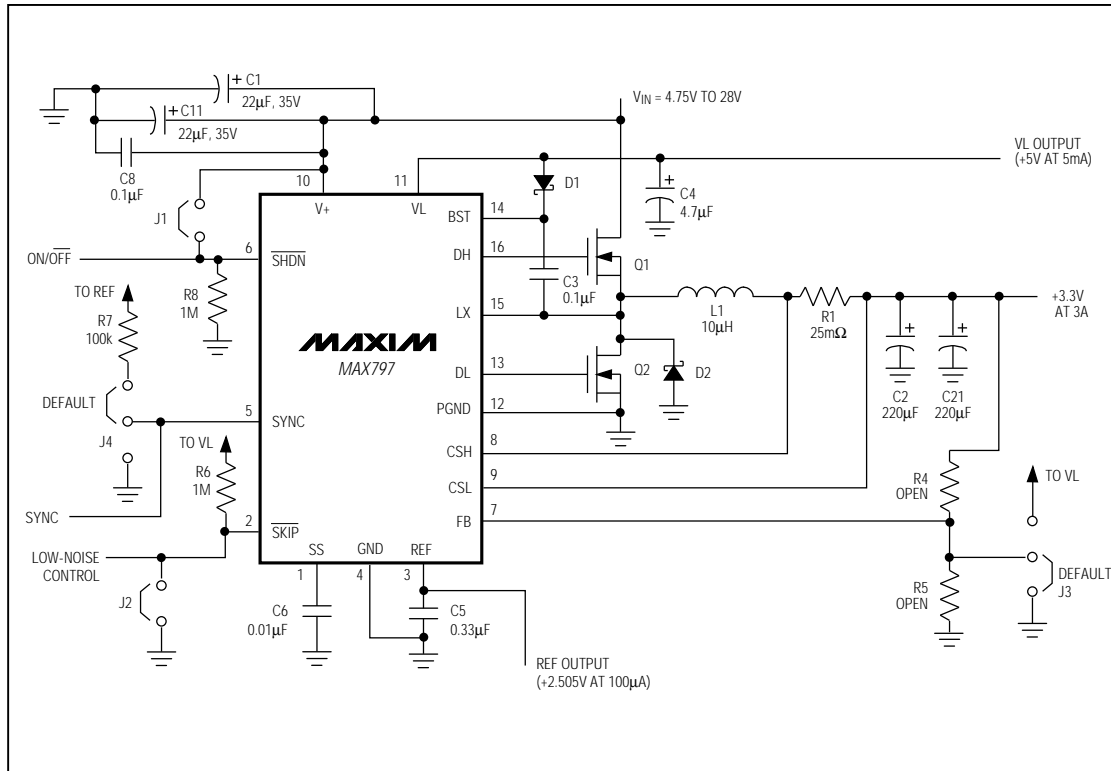 C1
22μF, 35V
C11
22μF, 35V
C8
0.1μF
VIN = 4.75V TO 28V
VL OUTPUT
(+5V AT 5mA)
10
11
V+
VL
J1
ON/OFF
6
SHDN
R8
1M
TO REF
R7
100k
DEFAULT
J4
5
SYNC
TO VL
R6
1M
SYNC
2
SKIP
LOW-NOISE
CONTROL
J2
MAXIM
MAX797
14
BST
16
DH
15
LX
13
DL
12
PGND
8
CSH
9
CSL
7
FB
D1
C4
4.7μF
C3
0.1μF
Q1
L1
10μH
R1
25mΩ
+3.3V
AT 3A
Q2
D2
C2
220μF
C21
220μF
R4
OPEN
TO VL
R5
OPEN
DEFAULT
J3
SS
GND
REF
1
4
3
C6
0.01μF
C5
0.33μF
REF OUTPUT
(+2.505V AT 100μA)